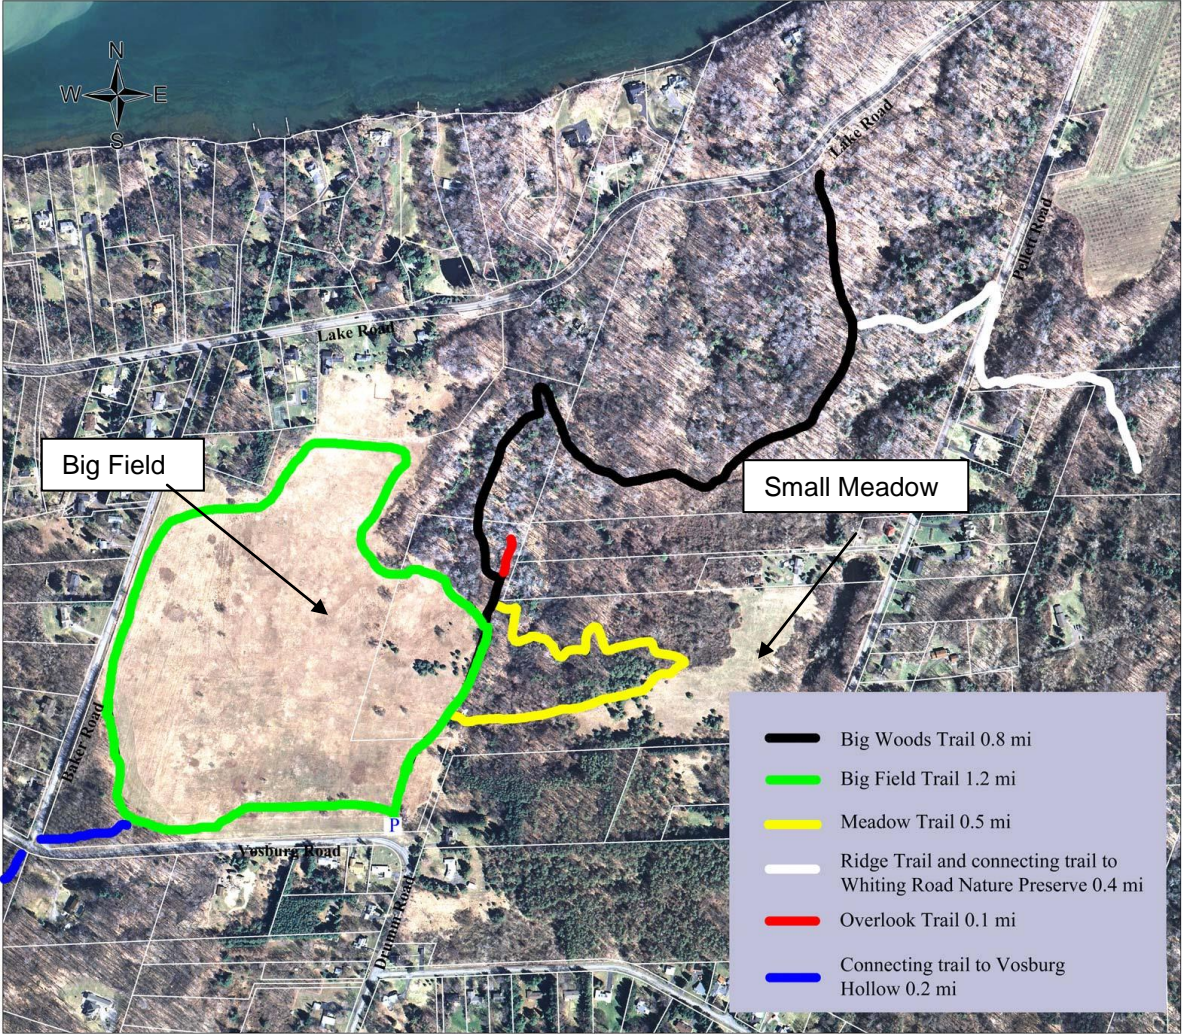 N
W E
S
Lake Road
Pellett Road
Lake Road
Big Field
Small Meadow
Baker Road
P
Vosburg Road
Drumm Road
Big Woods Trail 0.8 mi
Big Field Trail 1.2 mi
Meadow Trail 0.5 mi
Ridge Trail and connecting trail to
Whiting Road Nature Preserve 0.4 mi
Overlook Trail 0.1 mi
Connecting trail to Vosburg
Hollow 0.2 mi